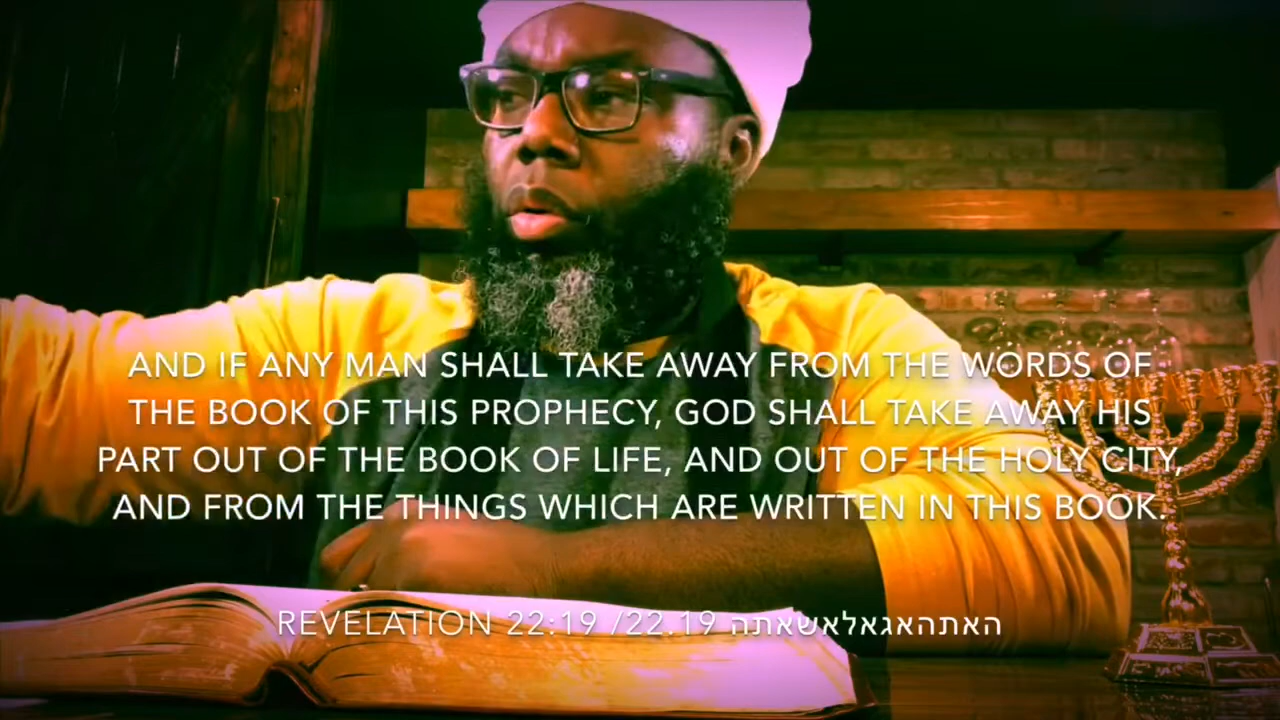 AND IF ANY MAN SHALL TAKE AWAY FROM THE WORDS OF
THE BOOK OF THIS PROPHECY, GOD SHALL TAKE AWAY HIS
PART OUT OF THE BOOK OF LIFE, AND OUT OF THE HOLY CITY,
AND FROM THE THINGS WHICH ARE WRITTEN IN THIS BOOK.
REVELATION 22:19 /22.19 האתהאגאלאשאתה